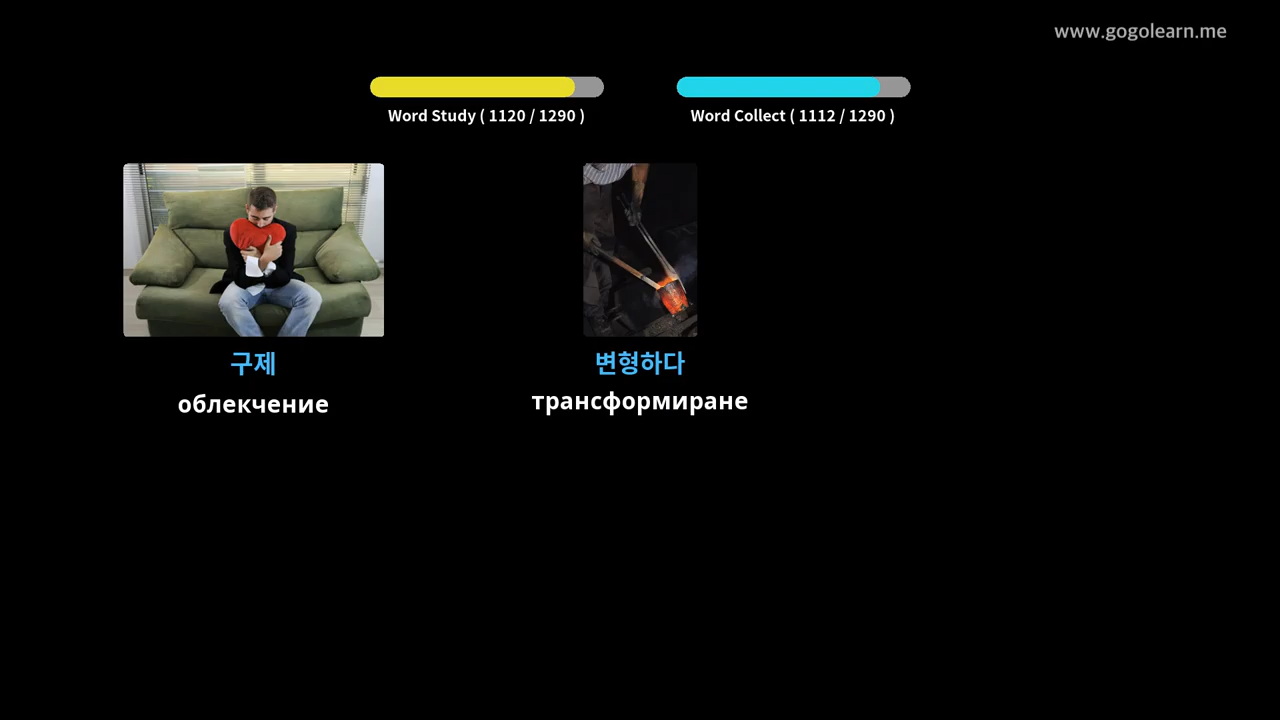 www.gogolearn.me
Word Study ( 1120 / 1290 )
Word Collect ( 1112 / 1290 )
구제
облекчение
변형하다
трансформиране